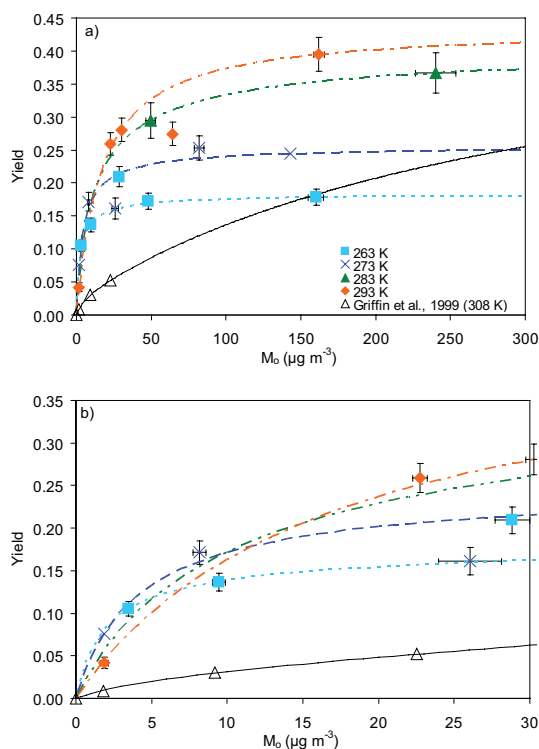 a)
0.45
0.40
0.35
0.30
0.25
0.20
0.15
0.10
0.05
0.00
Yield
0 50 100 150 200 250 300
Mo (µg m-3)
263 K
273 K
283 K
293 K
Griffin et al., 1999 (308 K)
b)
0.35
0.30
0.25
0.20
0.15
0.10
0.05
0.00
Yield
0 5 10 15 20 25 30
Mo (µg m-3)